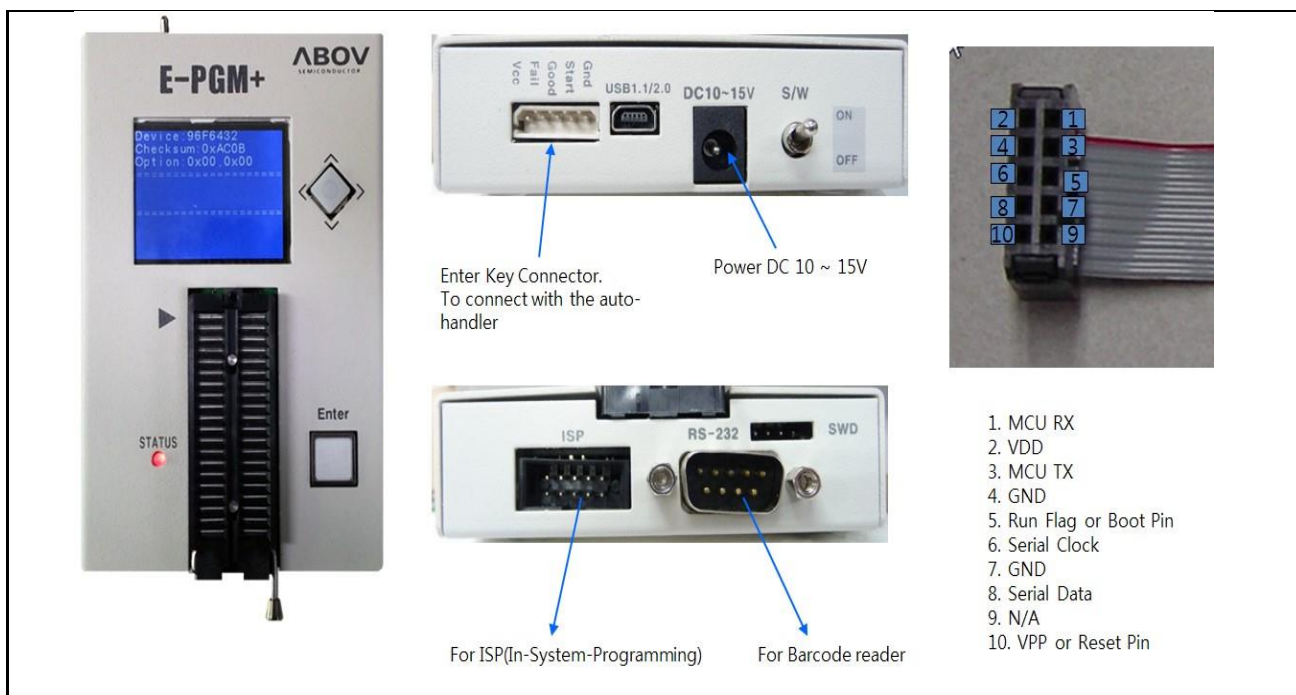 ABOV
SEMICONDUCTOR
E-PGM+
Device:96F6432
Checksum:0xAC0B
Option:0x00,0x00
STATUS
Enter
Vcc
Fail
Good
Start
Gnd
USB1.1/2.0
DC10~15V
S/W
ON
OFF
Enter Key Connector.
To connect with the auto-
handler
Power DC 10 ~ 15V
ISP
RS-232
SWD
For ISP(In-System-Programming)
For Barcode reader
2 1
4 3
6 5
8 7
10 9
1. MCU RX
2. VDD
3. MCU TX
4. GND
5. Run Flag or Boot Pin
6. Serial Clock
7. GND
8. Serial Data
9. N/A
10. VPP or Reset Pin